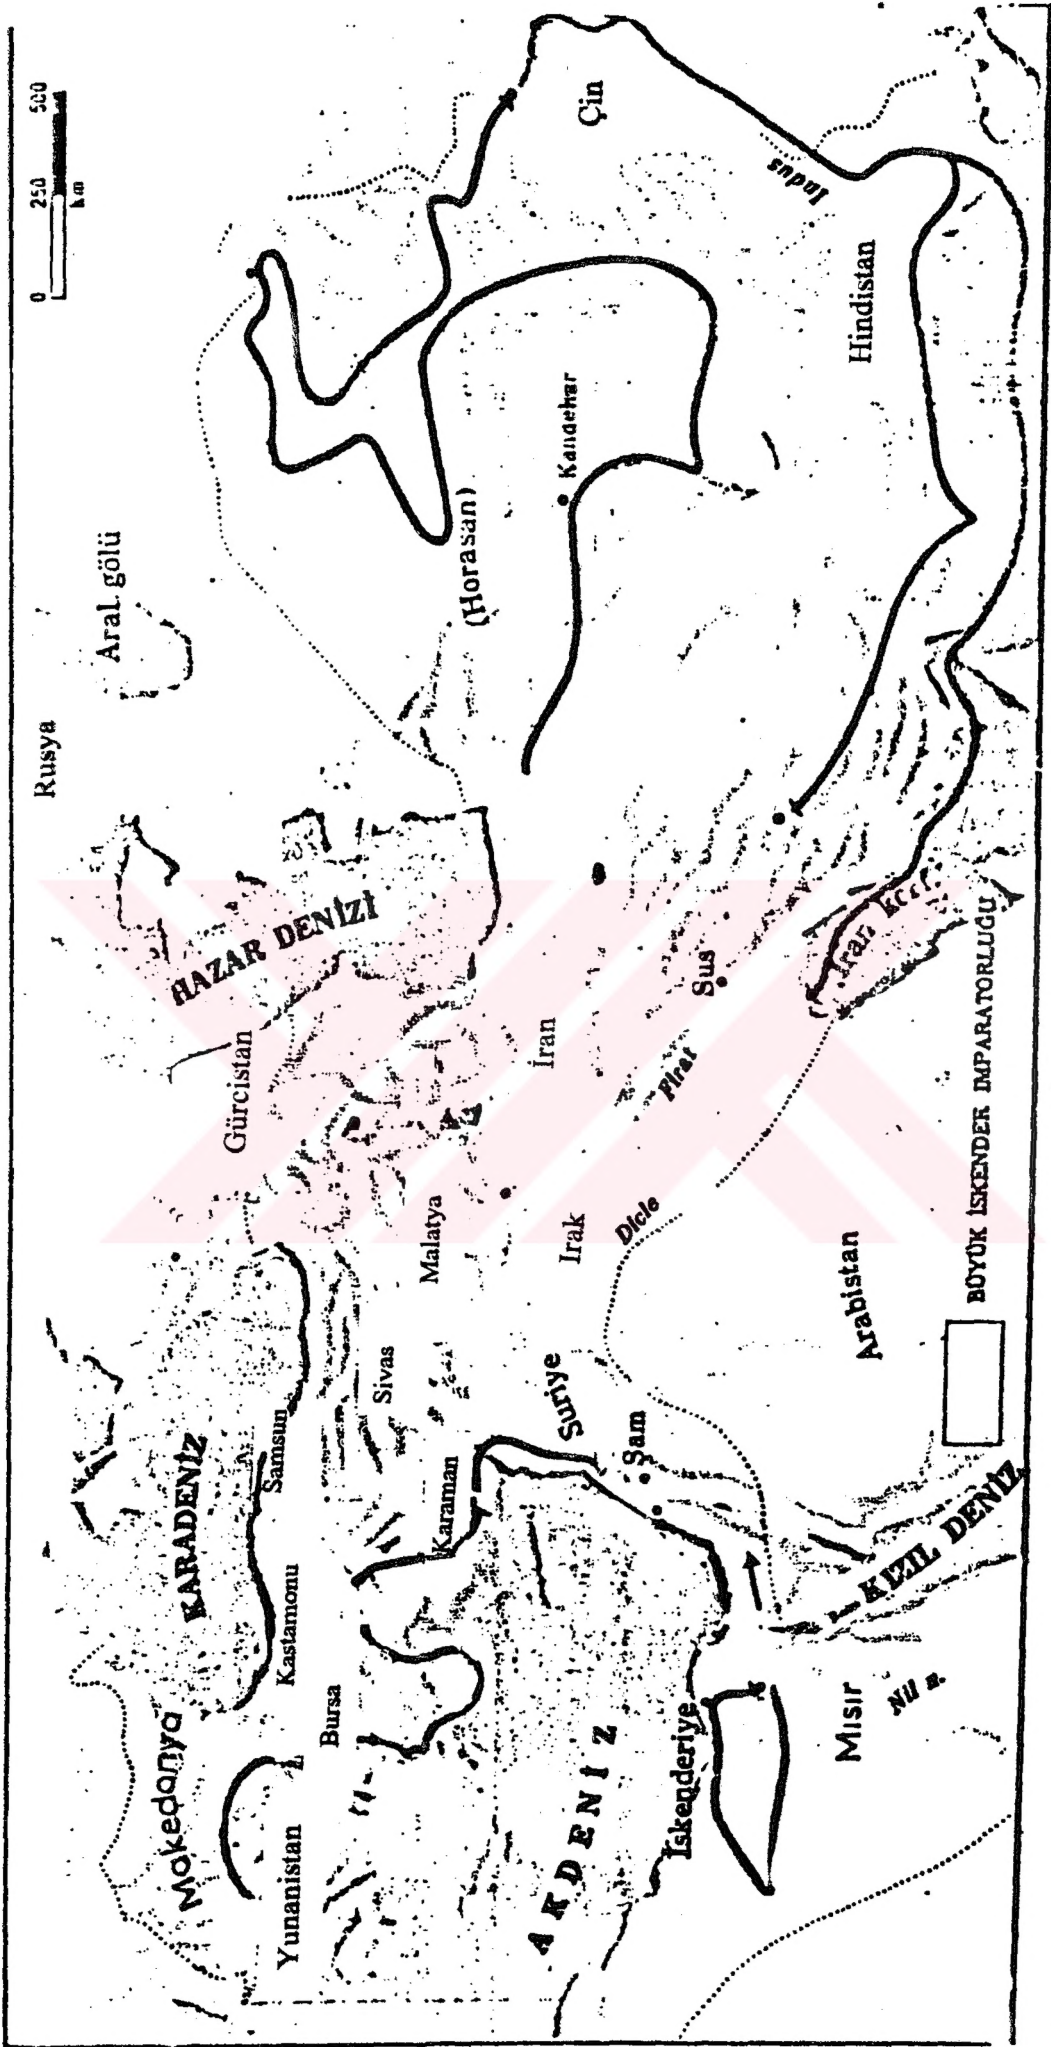 0 250 500
km
Rusya
Aral gölü
Çin
HAZAR DENİZİ
Gürcistan
KARADENİZ
Makedonya
Samsun
Kastamonu
Bursa
Yunanistan
Sivas
Malatya
Karaman
İran
(Horasan)
Kandehar
Indus
Hindistan
Irak
Suriye
Şam
Dicle
Fırat
Sus
İran
AKDENİZ
İskenderiye
Mısır
Nil n.
KIZIL DENİZ
Arabistan
BÜYÜK İSKENDER IMPARATORLUĞU